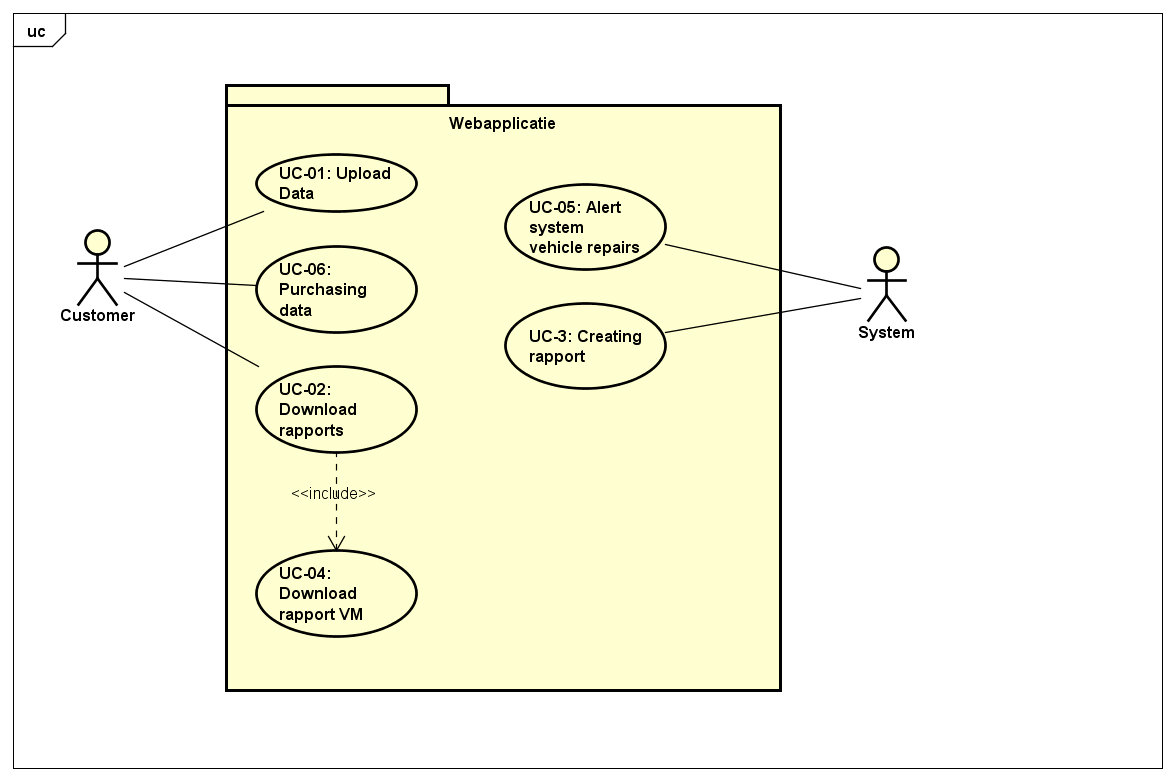 uc
Webapplicatie
UC-01: Upload
Data
UC-06:
Purchasing
data
UC-02:
Download
rapports
<<include>>
UC-04:
Download
rapport VM
UC-05: Alert
system
vehicle repairs
UC-3: Creating
rapport
Customer
System